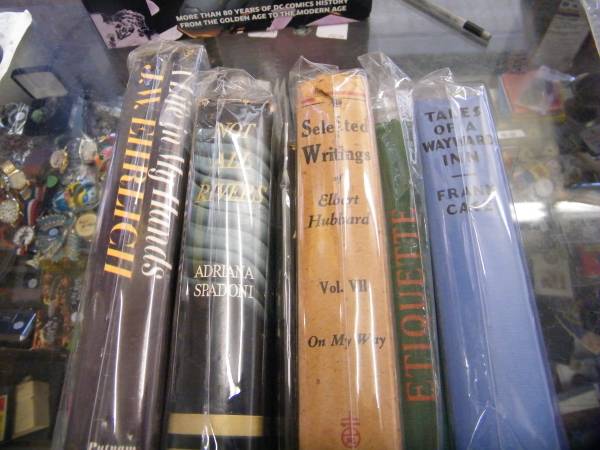 MORE THAN 80 YEARS OF DC COMICS HISTORY
FROM THE GOLDEN AGE TO THE MODERN AGE
J.W. EHRLICH
A Life in My Hands
Putnam
NOT
ALL
RIVERS
ADRIANA
SPADONI
Selected
Writings
of
Elbert
Hubbard
Vol. VII
On My Way
ETIQUETTE
TALES
OF A
WAYWARD
INN
FRANK
CASE